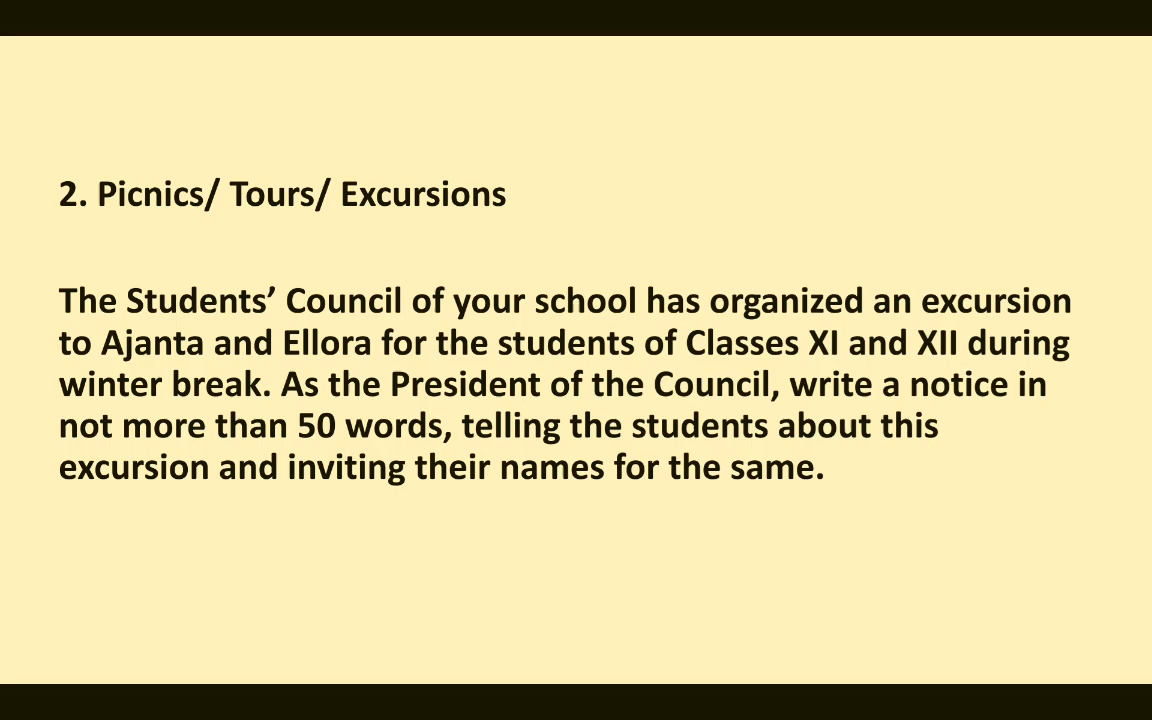 2. Picnics/ Tours/ Excursions
The Students’ Council of your school has organized an excursion
to Ajanta and Ellora for the students of Classes XI and XII during
winter break. As the President of the Council, write a notice in
not more than 50 words, telling the students about this
excursion and inviting their names for the same.